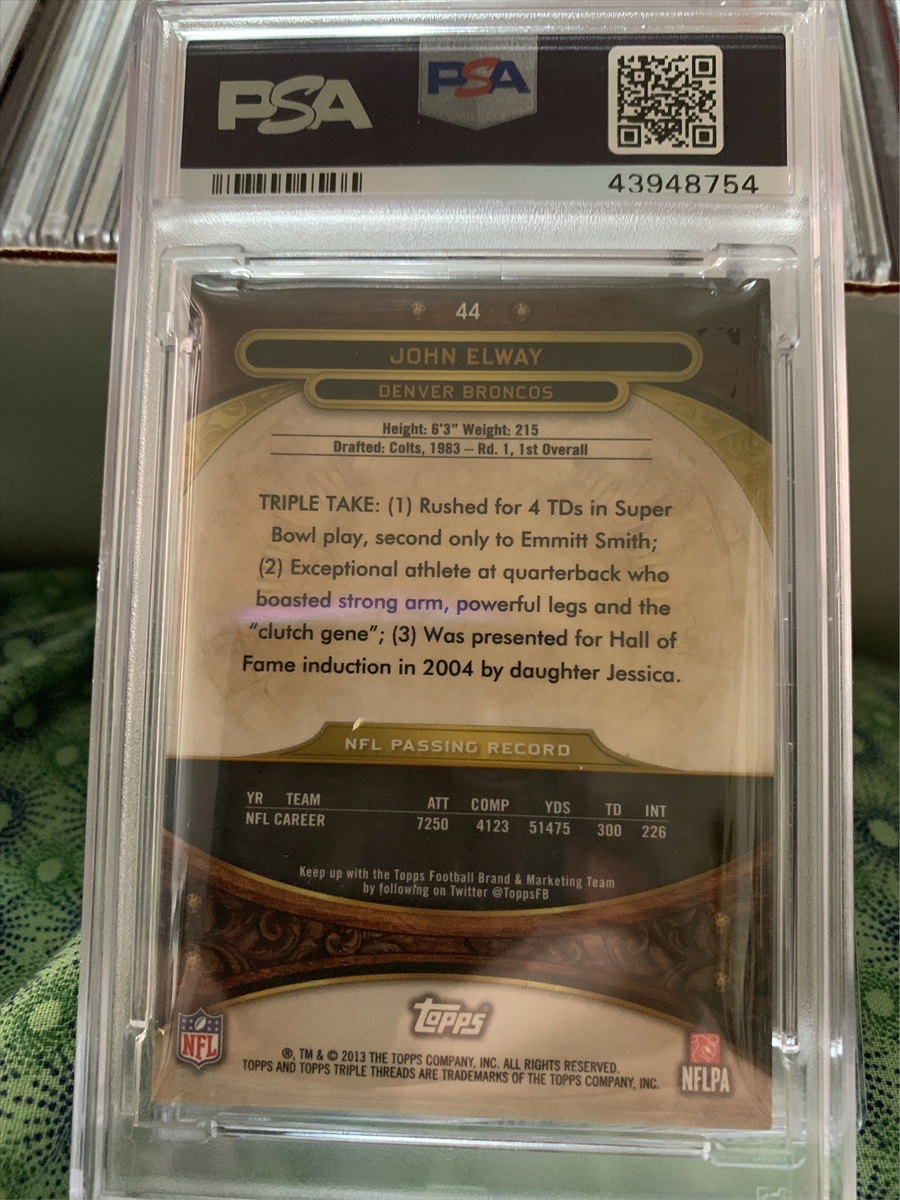 PSA
PSA
43948754
44
JOHN ELWAY
DENVER BRONCOS
Height: 6'3" Weight: 215
Drafted: Colts, 1983 – Rd. 1, 1st Overall
TRIPLE TAKE: (1) Rushed for 4 TDs in Super
Bowl play, second only to Emmitt Smith;
(2) Exceptional athlete at quarterback who
boasted strong arm, powerful legs and the
"clutch gene"; (3) Was presented for Hall of
Fame induction in 2004 by daughter Jessica.
NFL PASSING RECORD
YR TEAM ATT COMP YDS TD INT
NFL CAREER 7250 4123 51475 300 226
Keep up with the Topps Football Brand & Marketing Team
by following on Twitter @ToppsFB
topps
NFL
®, TM & © 2013 THE TOPPS COMPANY, INC. ALL RIGHTS RESERVED.
TOPPS AND TOPPS TRIPLE THREADS ARE TRADEMARKS OF THE TOPPS COMPANY, INC.
NFLPA